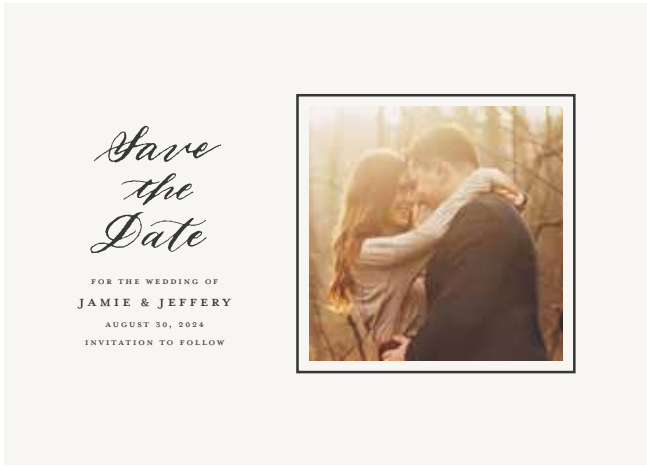 Save
the
Date
FOR THE WEDDING OF
JAMIE & JEFFERY
AUGUST 30, 2024
INVITATION TO FOLLOW